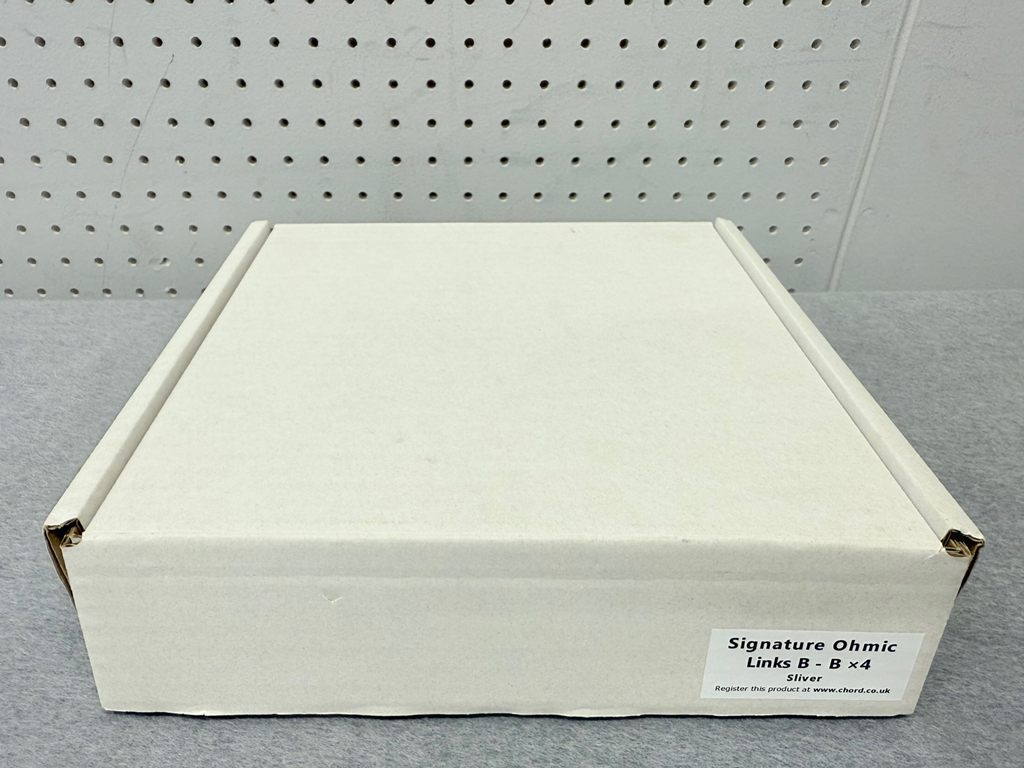 Signature Ohmic
Links B - B ×4
Sliver
Register this product at www.chord.co.uk